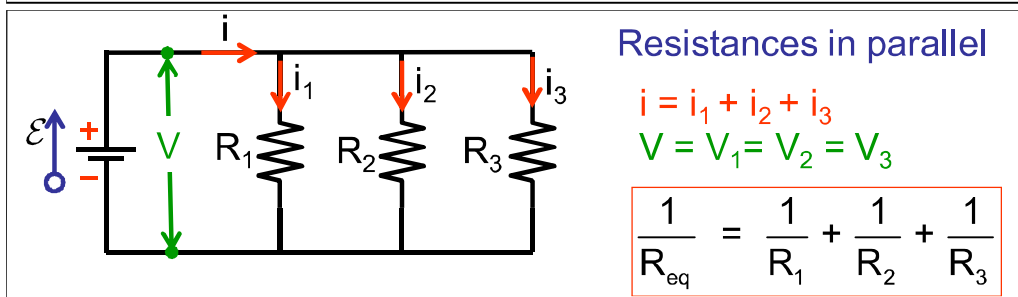 i
Resistances in parallel
i₁ i₂ i₃
i = i₁ + i₂ + i₃
ℰ + V R₁ R₂ R₃
V = V₁= V₂ = V₃
−
1/R_eq = 1/R₁ + 1/R₂ + 1/R₃